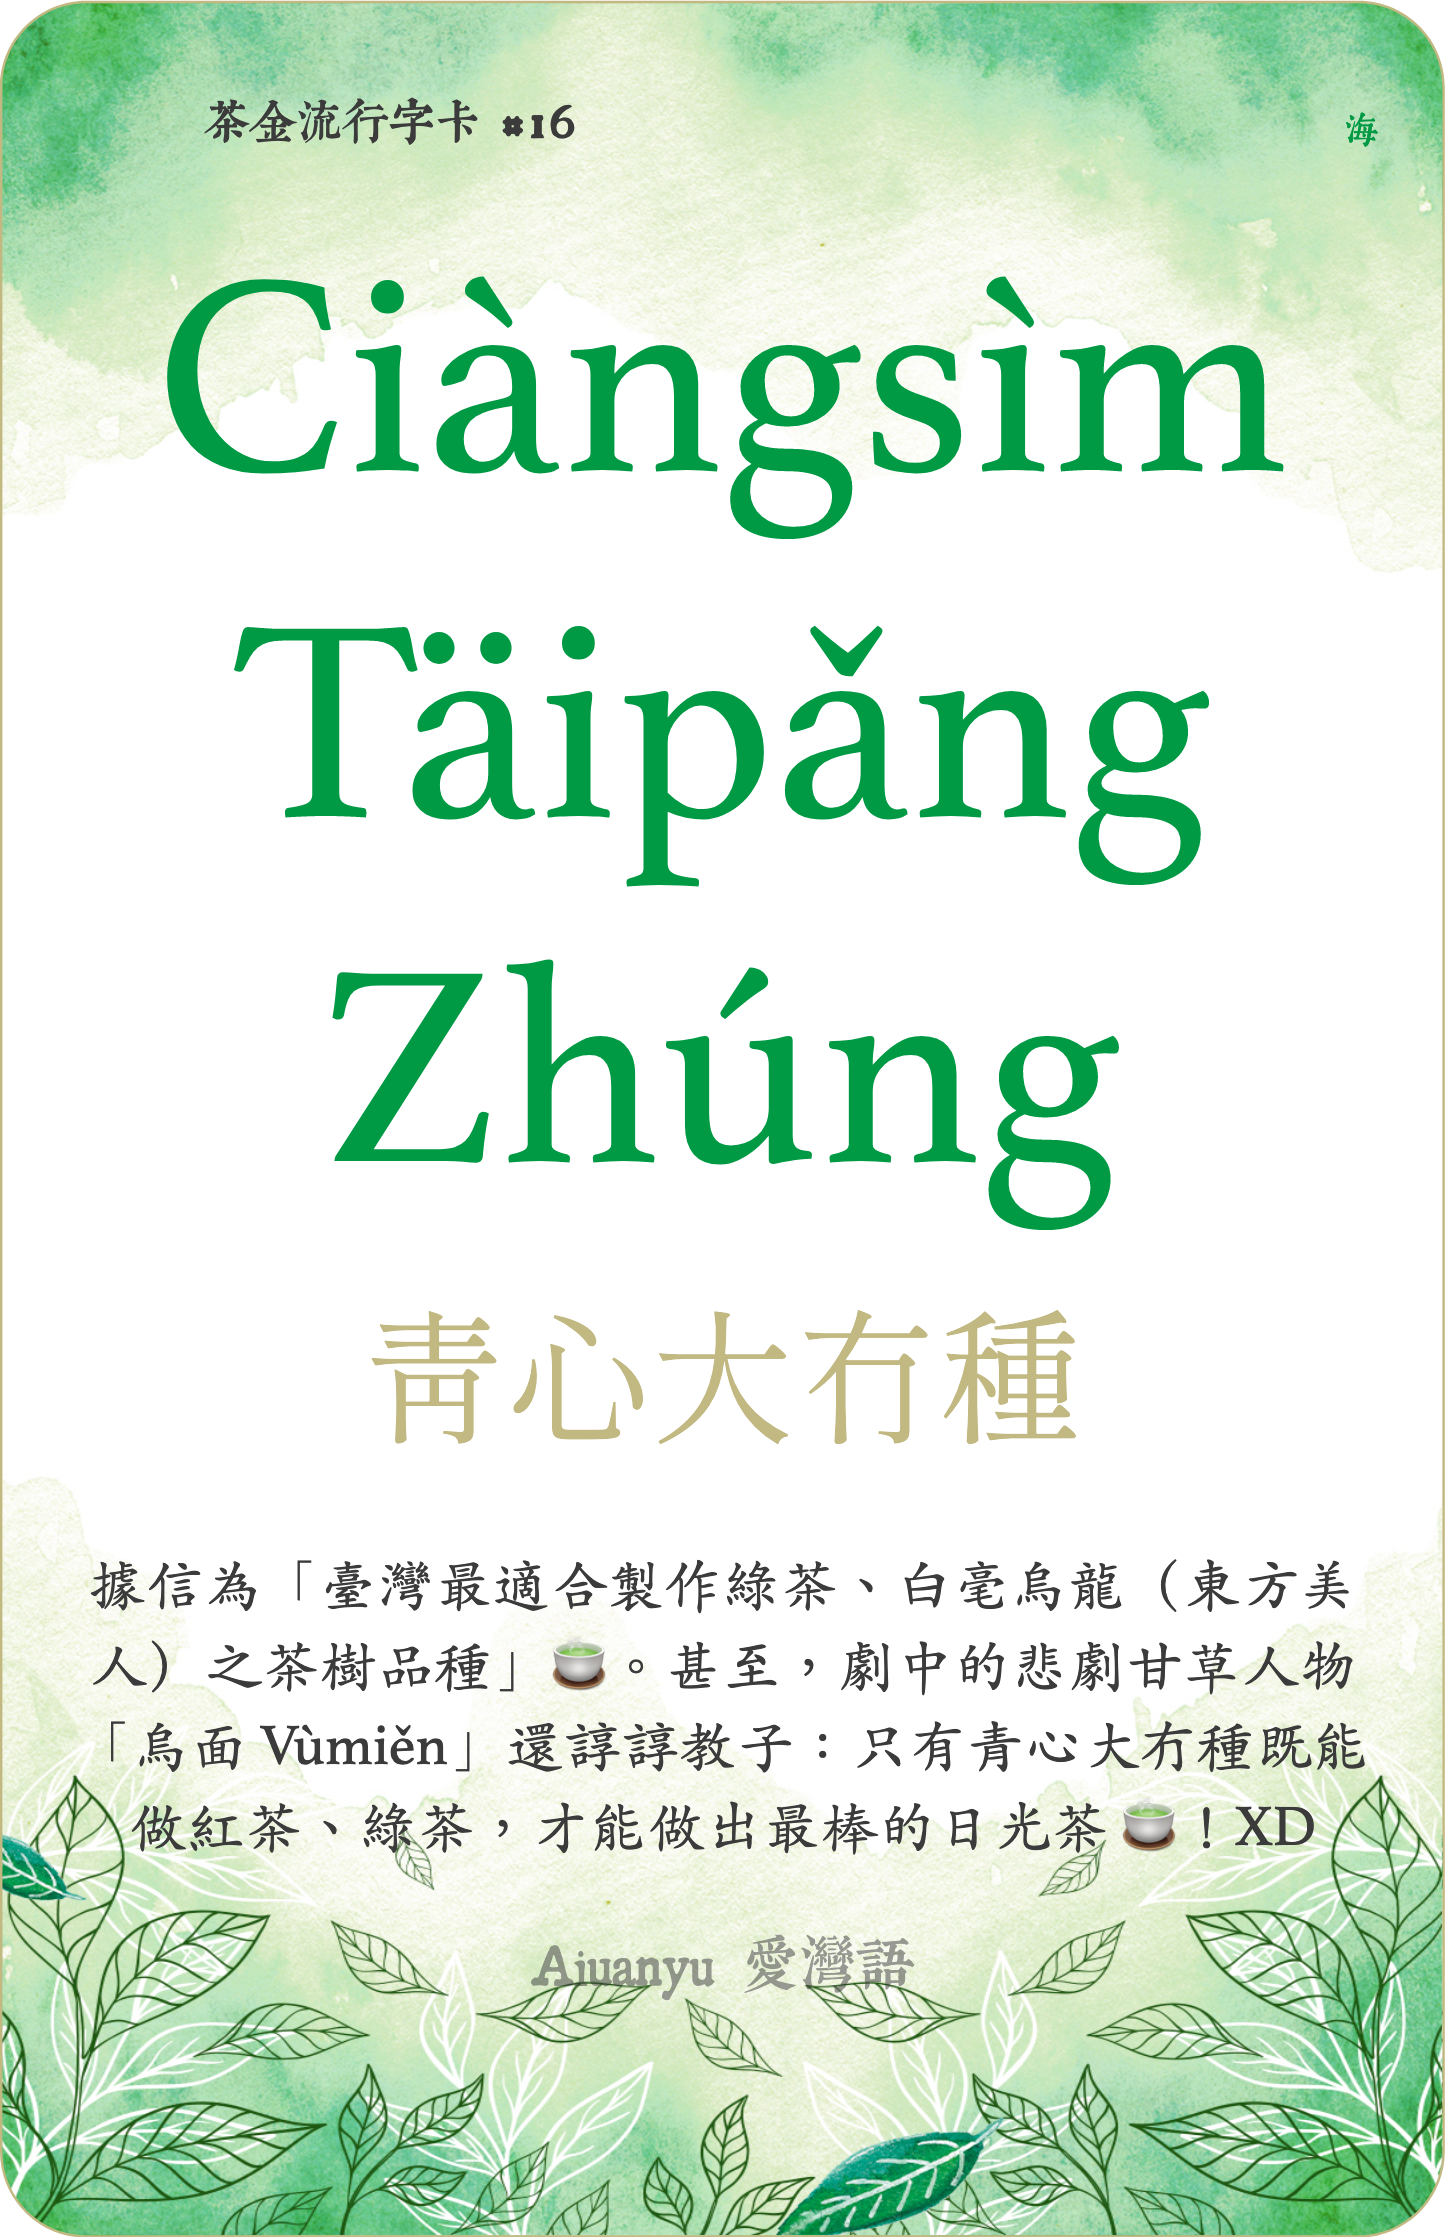 茶金流行字卡 #16
海
Ciàngsìm
Täipǎng
Zhúng
青心大冇種
據信為「臺灣最適合製作綠茶、白毫烏龍（東方美
人）之茶樹品種」🍵。甚至，劇中的悲劇甘草人物
「烏面 Vùmiěn」還諄諄教子：只有青心大冇種既能
做紅茶、綠茶，才能做出最棒的日光茶🍵！XD
Aiuanyu 愛灣語